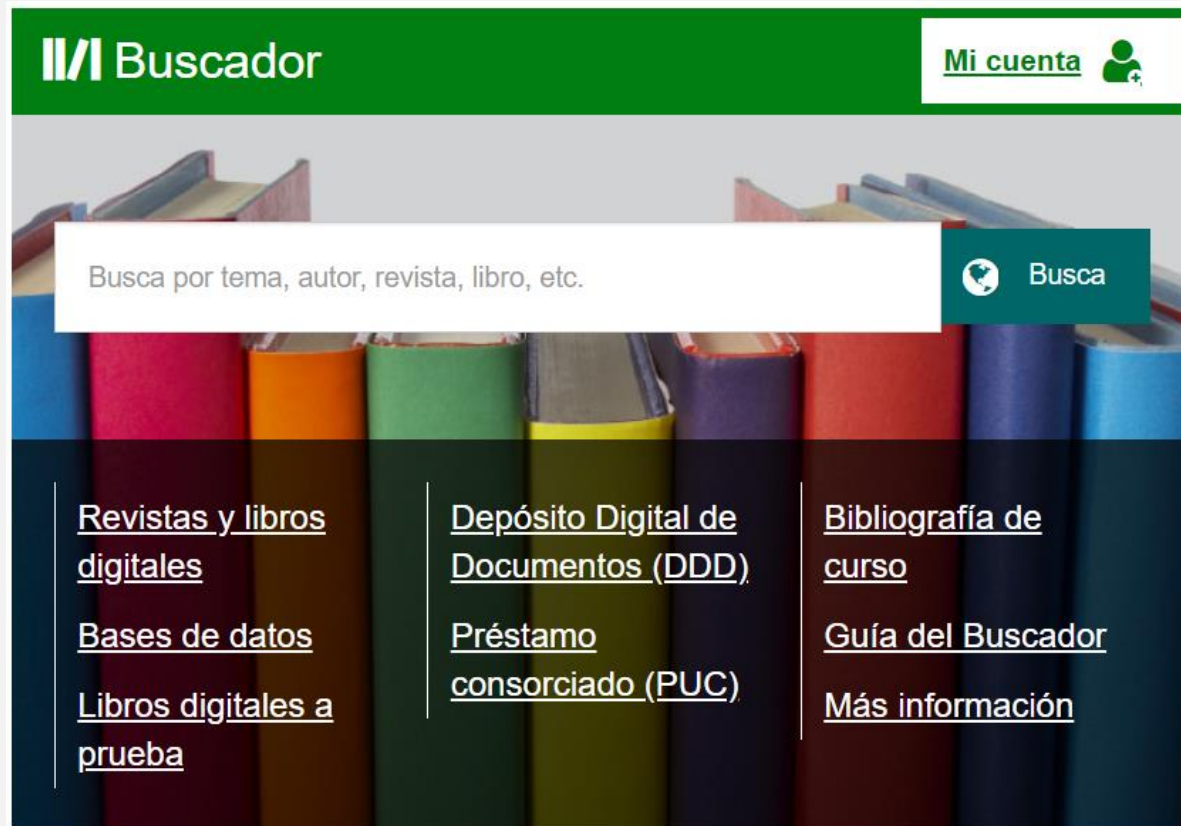 Buscador
Mi cuenta
Busca por tema, autor, revista, libro, etc.
Busca
Revistas y libros
digitales
Bases de datos
Libros digitales a
prueba
Depósito Digital de
Documentos (DDD)
Préstamo
consorciado (PUC)
Bibliografía de
curso
Guía del Buscador
Más información